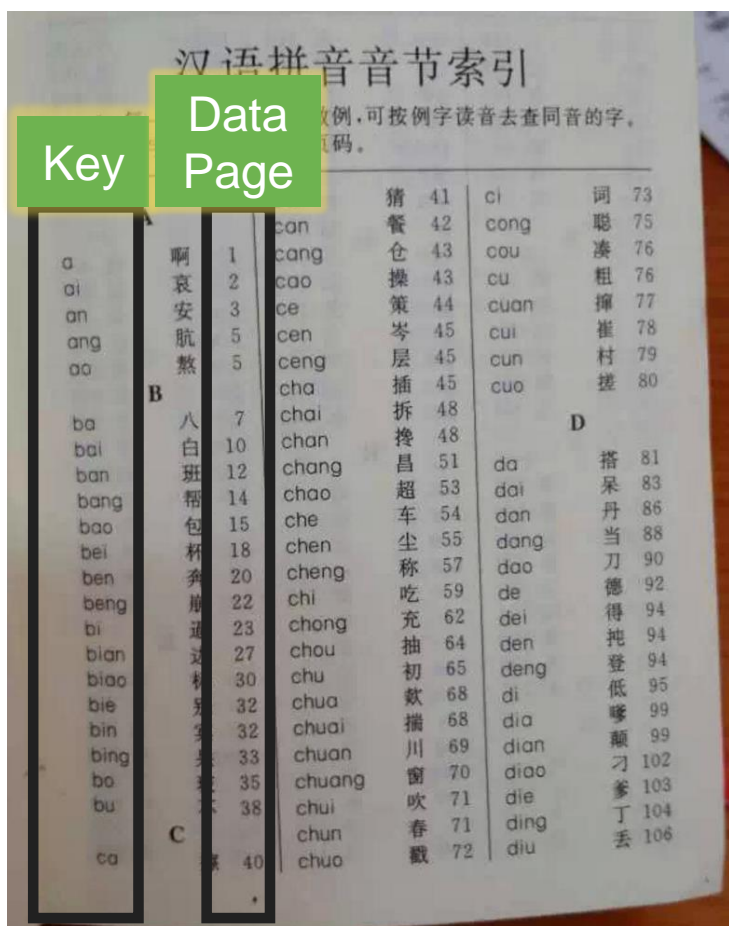 汉语拼音音节索引
Data
Page
Key
数例,可按例字读音去查同音的字。
页码。
A
a 啊 1
ai 哀 2
an 安 3
ang 肮 5
ao 熬 5
B
ba 八 7
bai 白 10
ban 班 12
bang 帮 14
bao 包 15
bei 杯 18
ben 奔 20
beng 崩 22
bi 23
bian 边 27
biao 30
bie 32
bin 32
bing 33
bo 35
bu 38
C
ca 40
猜 41
can 餐 42
cang 仓 43
cao 操 43
ce 策 44
cen 岑 45
ceng 层 45
cha 插 45
chai 拆 48
chan 搀 48
chang 昌 51
chao 超 53
che 车 54
chen 尘 55
cheng 称 57
chi 吃 59
chong 充 62
chou 抽 64
chu 初 65
chua 欻 68
chuai 揣 68
chuan 川 69
chuang 窗 70
chui 吹 71
chun 春 71
chuo 戳 72
ci 词 73
cong 聪 75
cou 凑 76
cu 粗 76
cuan 撺 77
cui 崔 78
cun 村 79
cuo 搓 80
D
da 搭 81
dai 呆 83
dan 丹 86
dang 当 88
dao 刀 90
de 德 92
dei 得 94
den 扽 94
deng 登 94
di 低 95
dia 嗲 99
dian 颠 99
diao 刁 102
die 爹 103
ding 丁 104
diu 丢 106